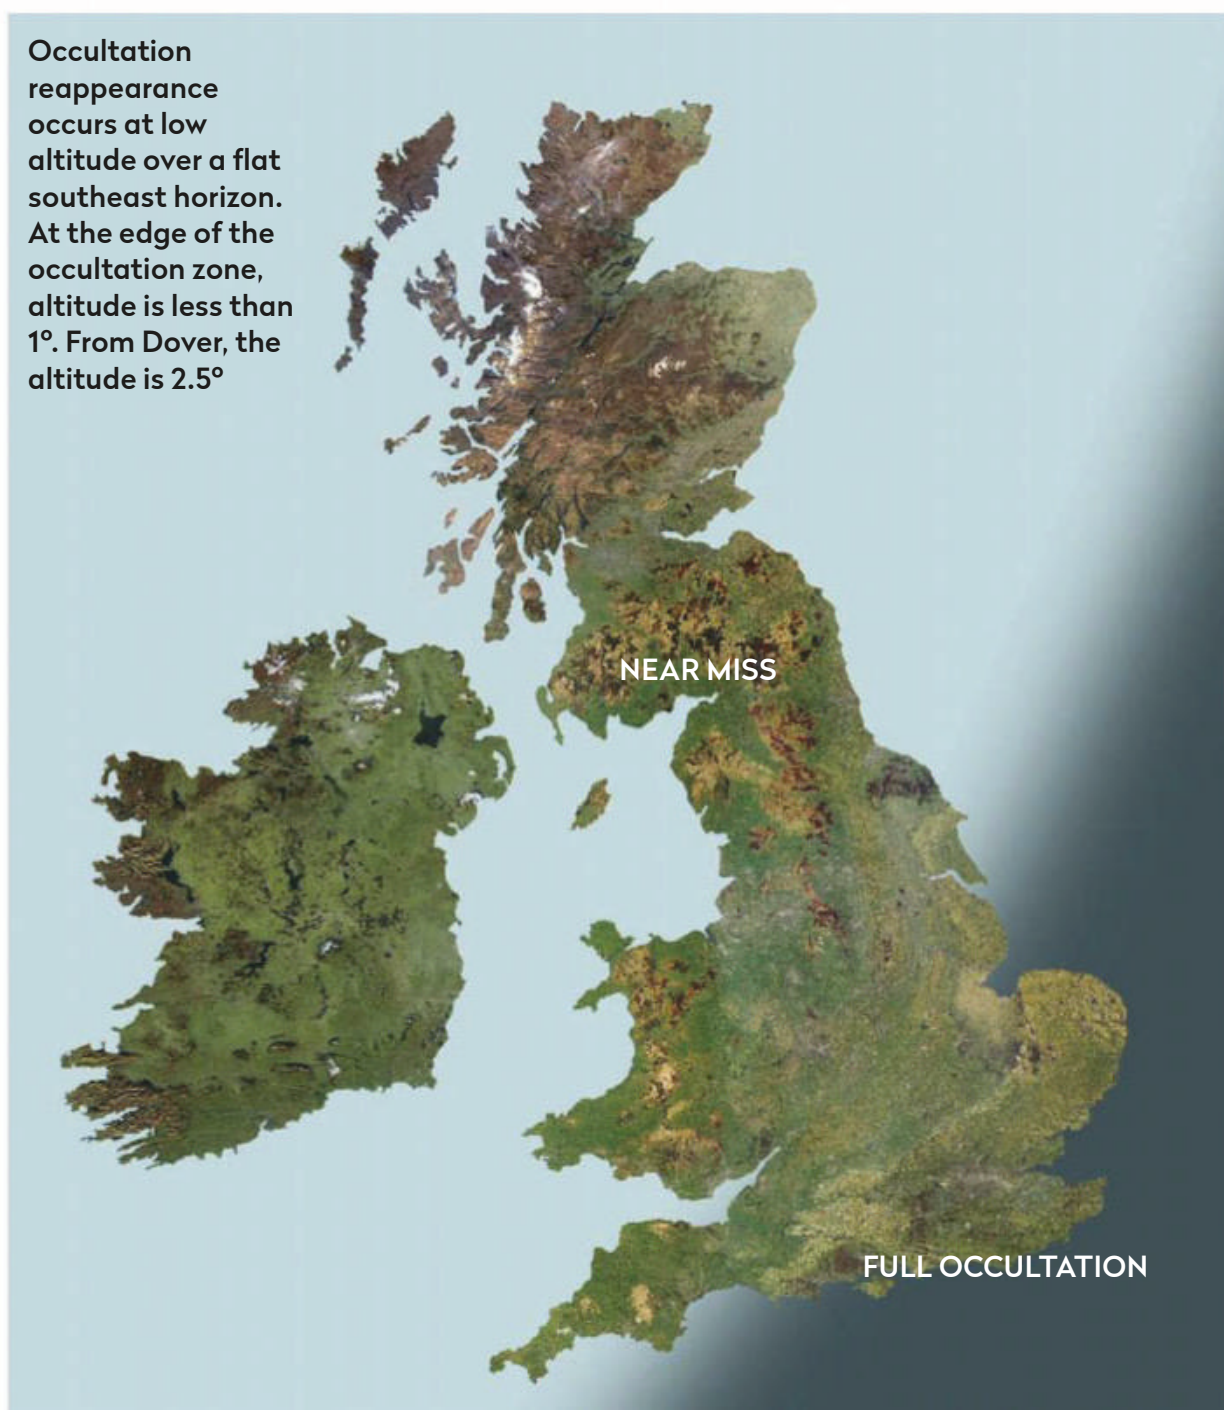 Occultation
reappearance
occurs at low
altitude over a flat
southeast horizon.
At the edge of the
occultation zone,
altitude is less than
1°. From Dover, the
altitude is 2.5°
NEAR MISS
FULL OCCULTATION